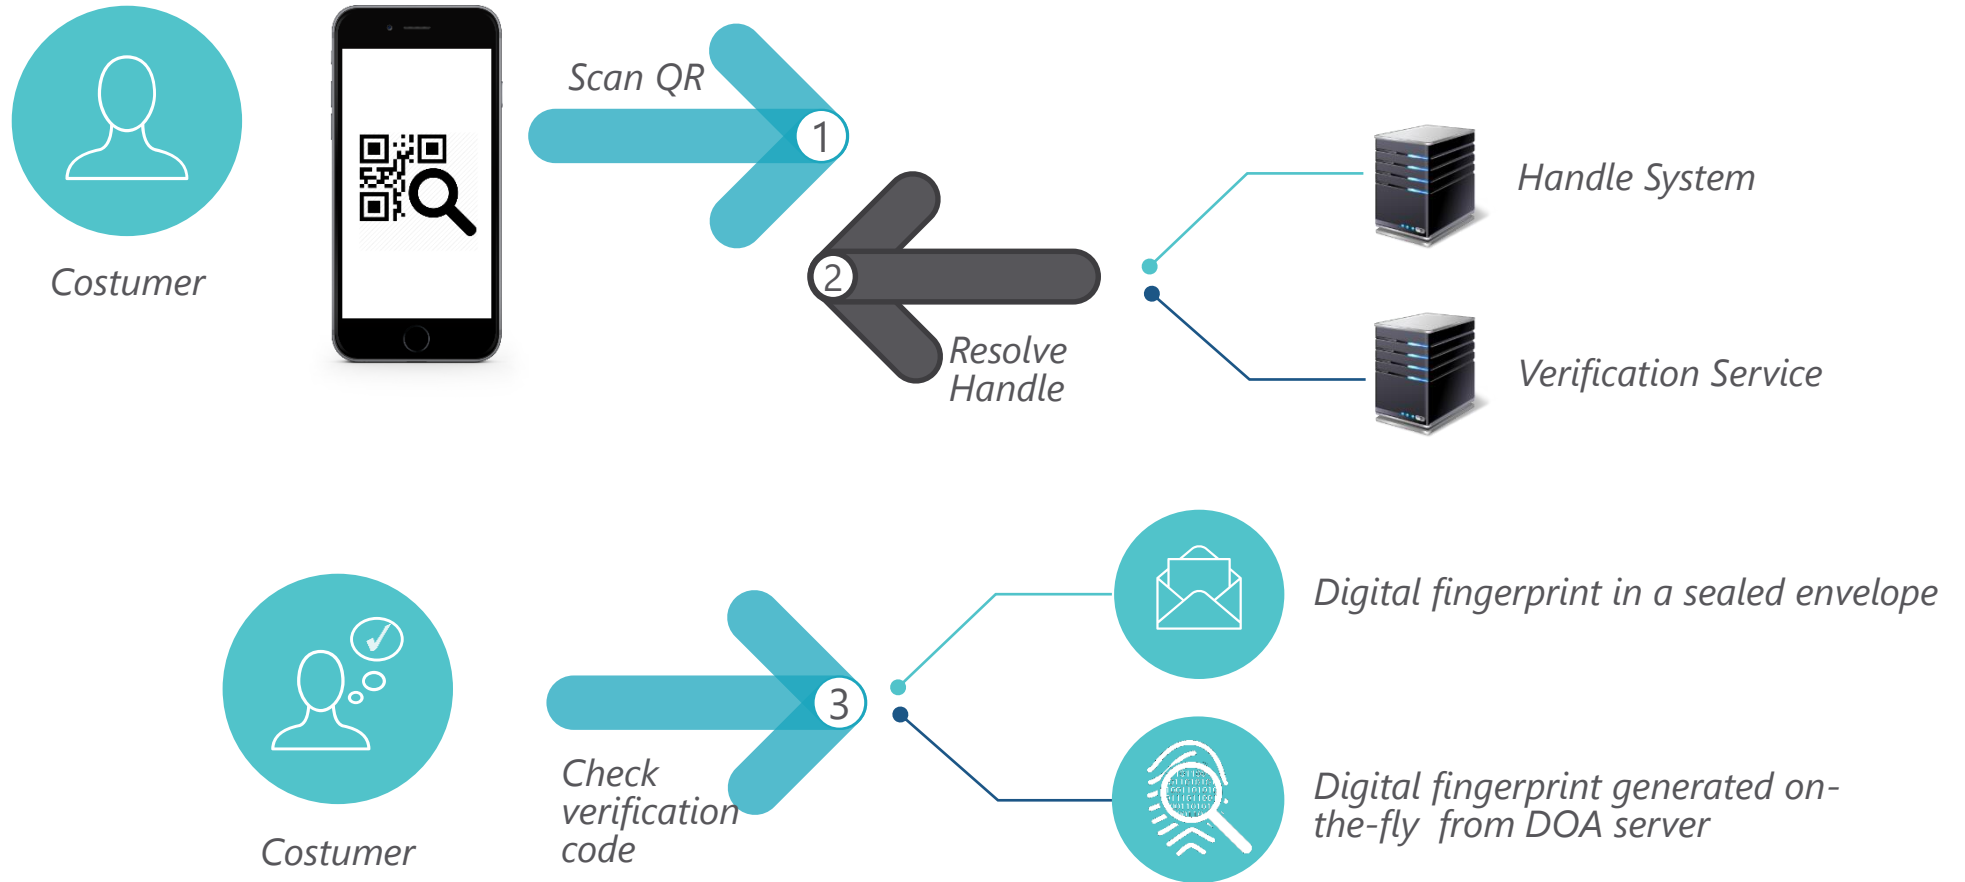 Costumer
Scan QR
1
2
Resolve
Handle
Handle System
Verification Service
Costumer
3
Check
verification
code
Digital fingerprint in a sealed envelope
Digital fingerprint generated on-
the-fly  from DOA server